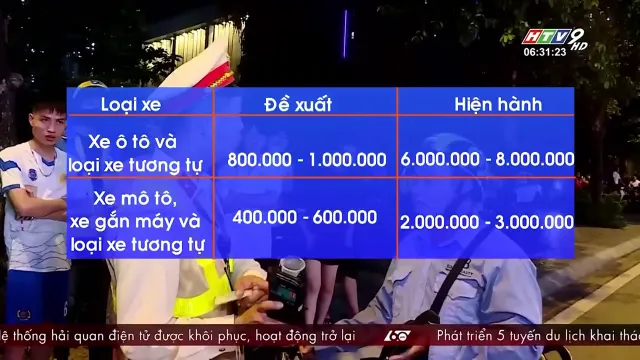 HTV9 HD
06:31:23
Loại xe Đề xuất Hiện hành
Xe ô tô và
loại xe tương tự
800.000 - 1.000.000
6.000.000 - 8.000.000
Xe mô tô,
xe gắn máy và
loại xe tương tự
400.000 - 600.000
2.000.000 - 3.000.000
Hệ thống hải quan điện tử được khôi phục, hoạt động trở lại 60 Phát triển 5 tuyến du lịch khai thá